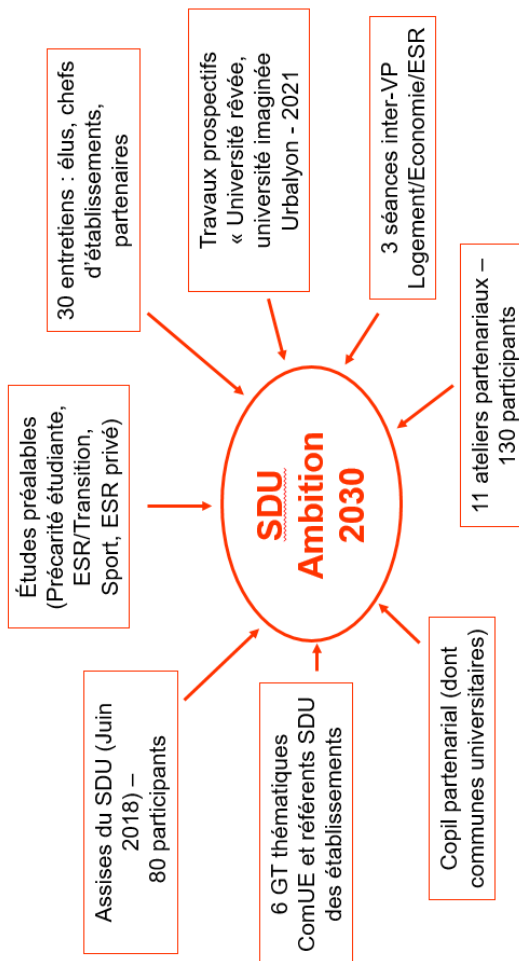 Assises du SDU (Juin
2018) –
80 participants
Études préalables
(Précarité étudiante,
ESR/Transition,
Sport, ESR privé)
30 entretiens : élus, chefs
d'établissements,
partenaires
6 GT thématiques
ComUE et référents SDU
des établissements
SDU
Ambition
2030
Travaux prospectifs
« Université rêvée,
université imaginée
Urbalyon - 2021
Copil partenarial (dont
communes universitaires)
11 ateliers partenariaux –
130 participants
3 séances inter-VP
Logement/Economie/ESR